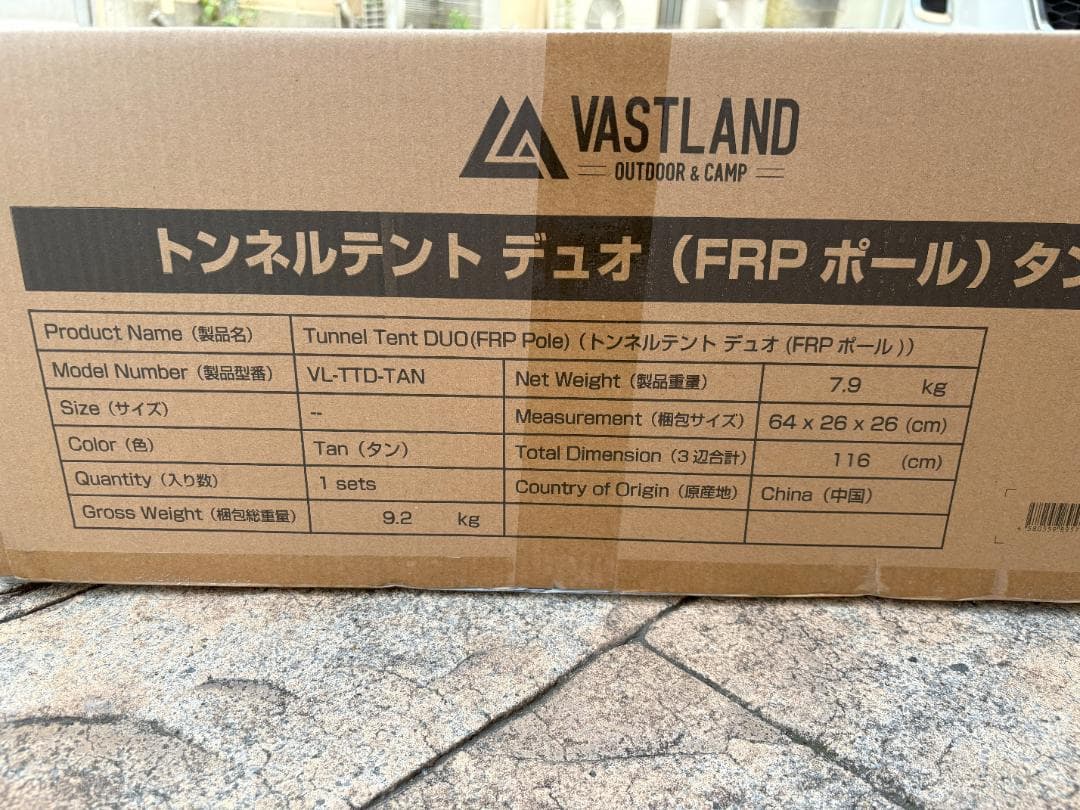 VASTLAND
OUTDOOR & CAMP
トンネルテント デュオ（FRP ポール）タン
Product Name（製品名） Tunnel Tent DUO(FRP Pole)（トンネルテント デュオ (FRP ポール )）
Model Number（製品型番） VL-TTD-TAN Net Weight（製品重量） 7.9 kg
Size（サイズ） -- Measurement（梱包サイズ） 64 x 26 x 26 (cm)
Color（色） Tan（タン） Total Dimension（3 辺合計） 116 (cm)
Quantity（入り数） 1 sets Country of Origin（原産地） China（中国）
Gross Weight（梱包総重量） 9.2 kg